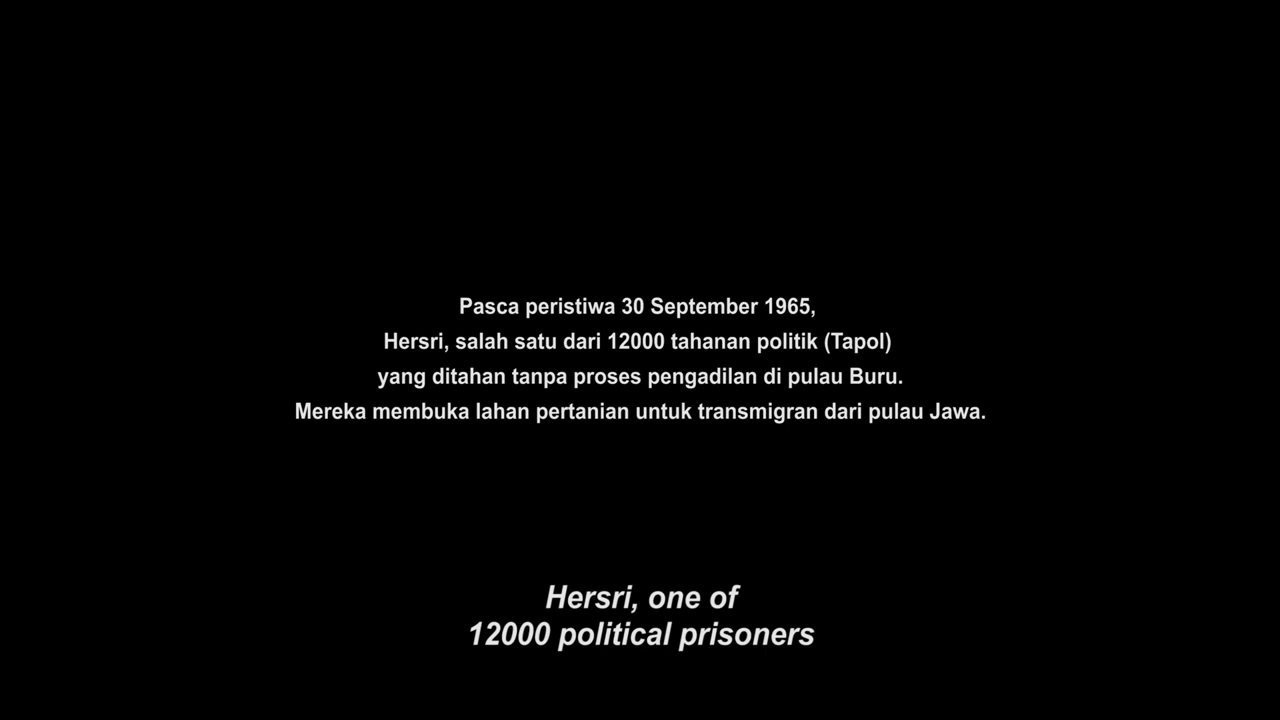 Pasca peristiwa 30 September 1965,
Hersri, salah satu dari 12000 tahanan politik (Tapol)
yang ditahan tanpa proses pengadilan di pulau Buru.
Mereka membuka lahan pertanian untuk transmigran dari pulau Jawa.
Hersri, one of
12000 political prisoners